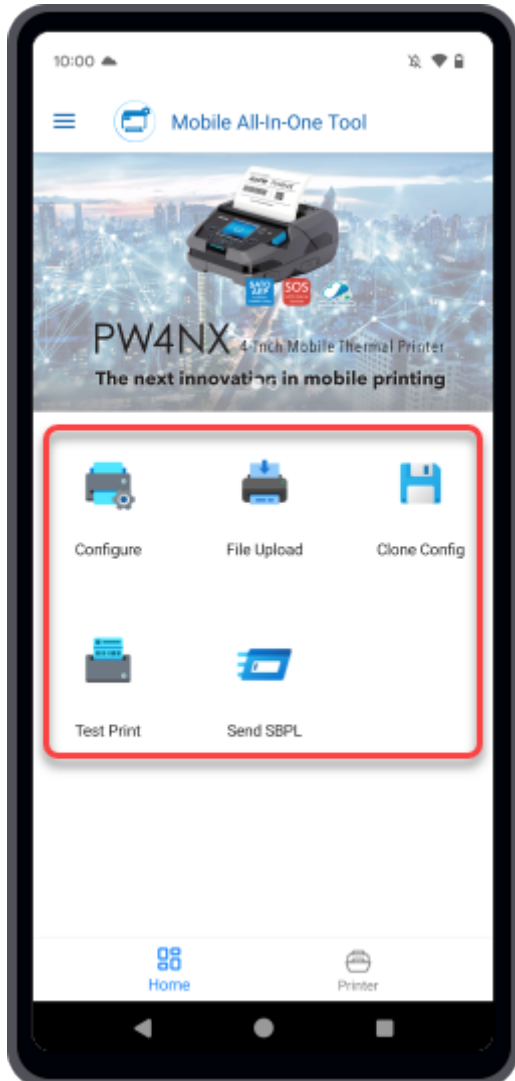 10:00
Mobile All-In-One Tool
SOS
PW4NX 4-Inch Mobile Thermal Printer
The next innovation in mobile printing
Configure
File Upload
Clone Config
Test Print
Send SBPL
Home
Printer